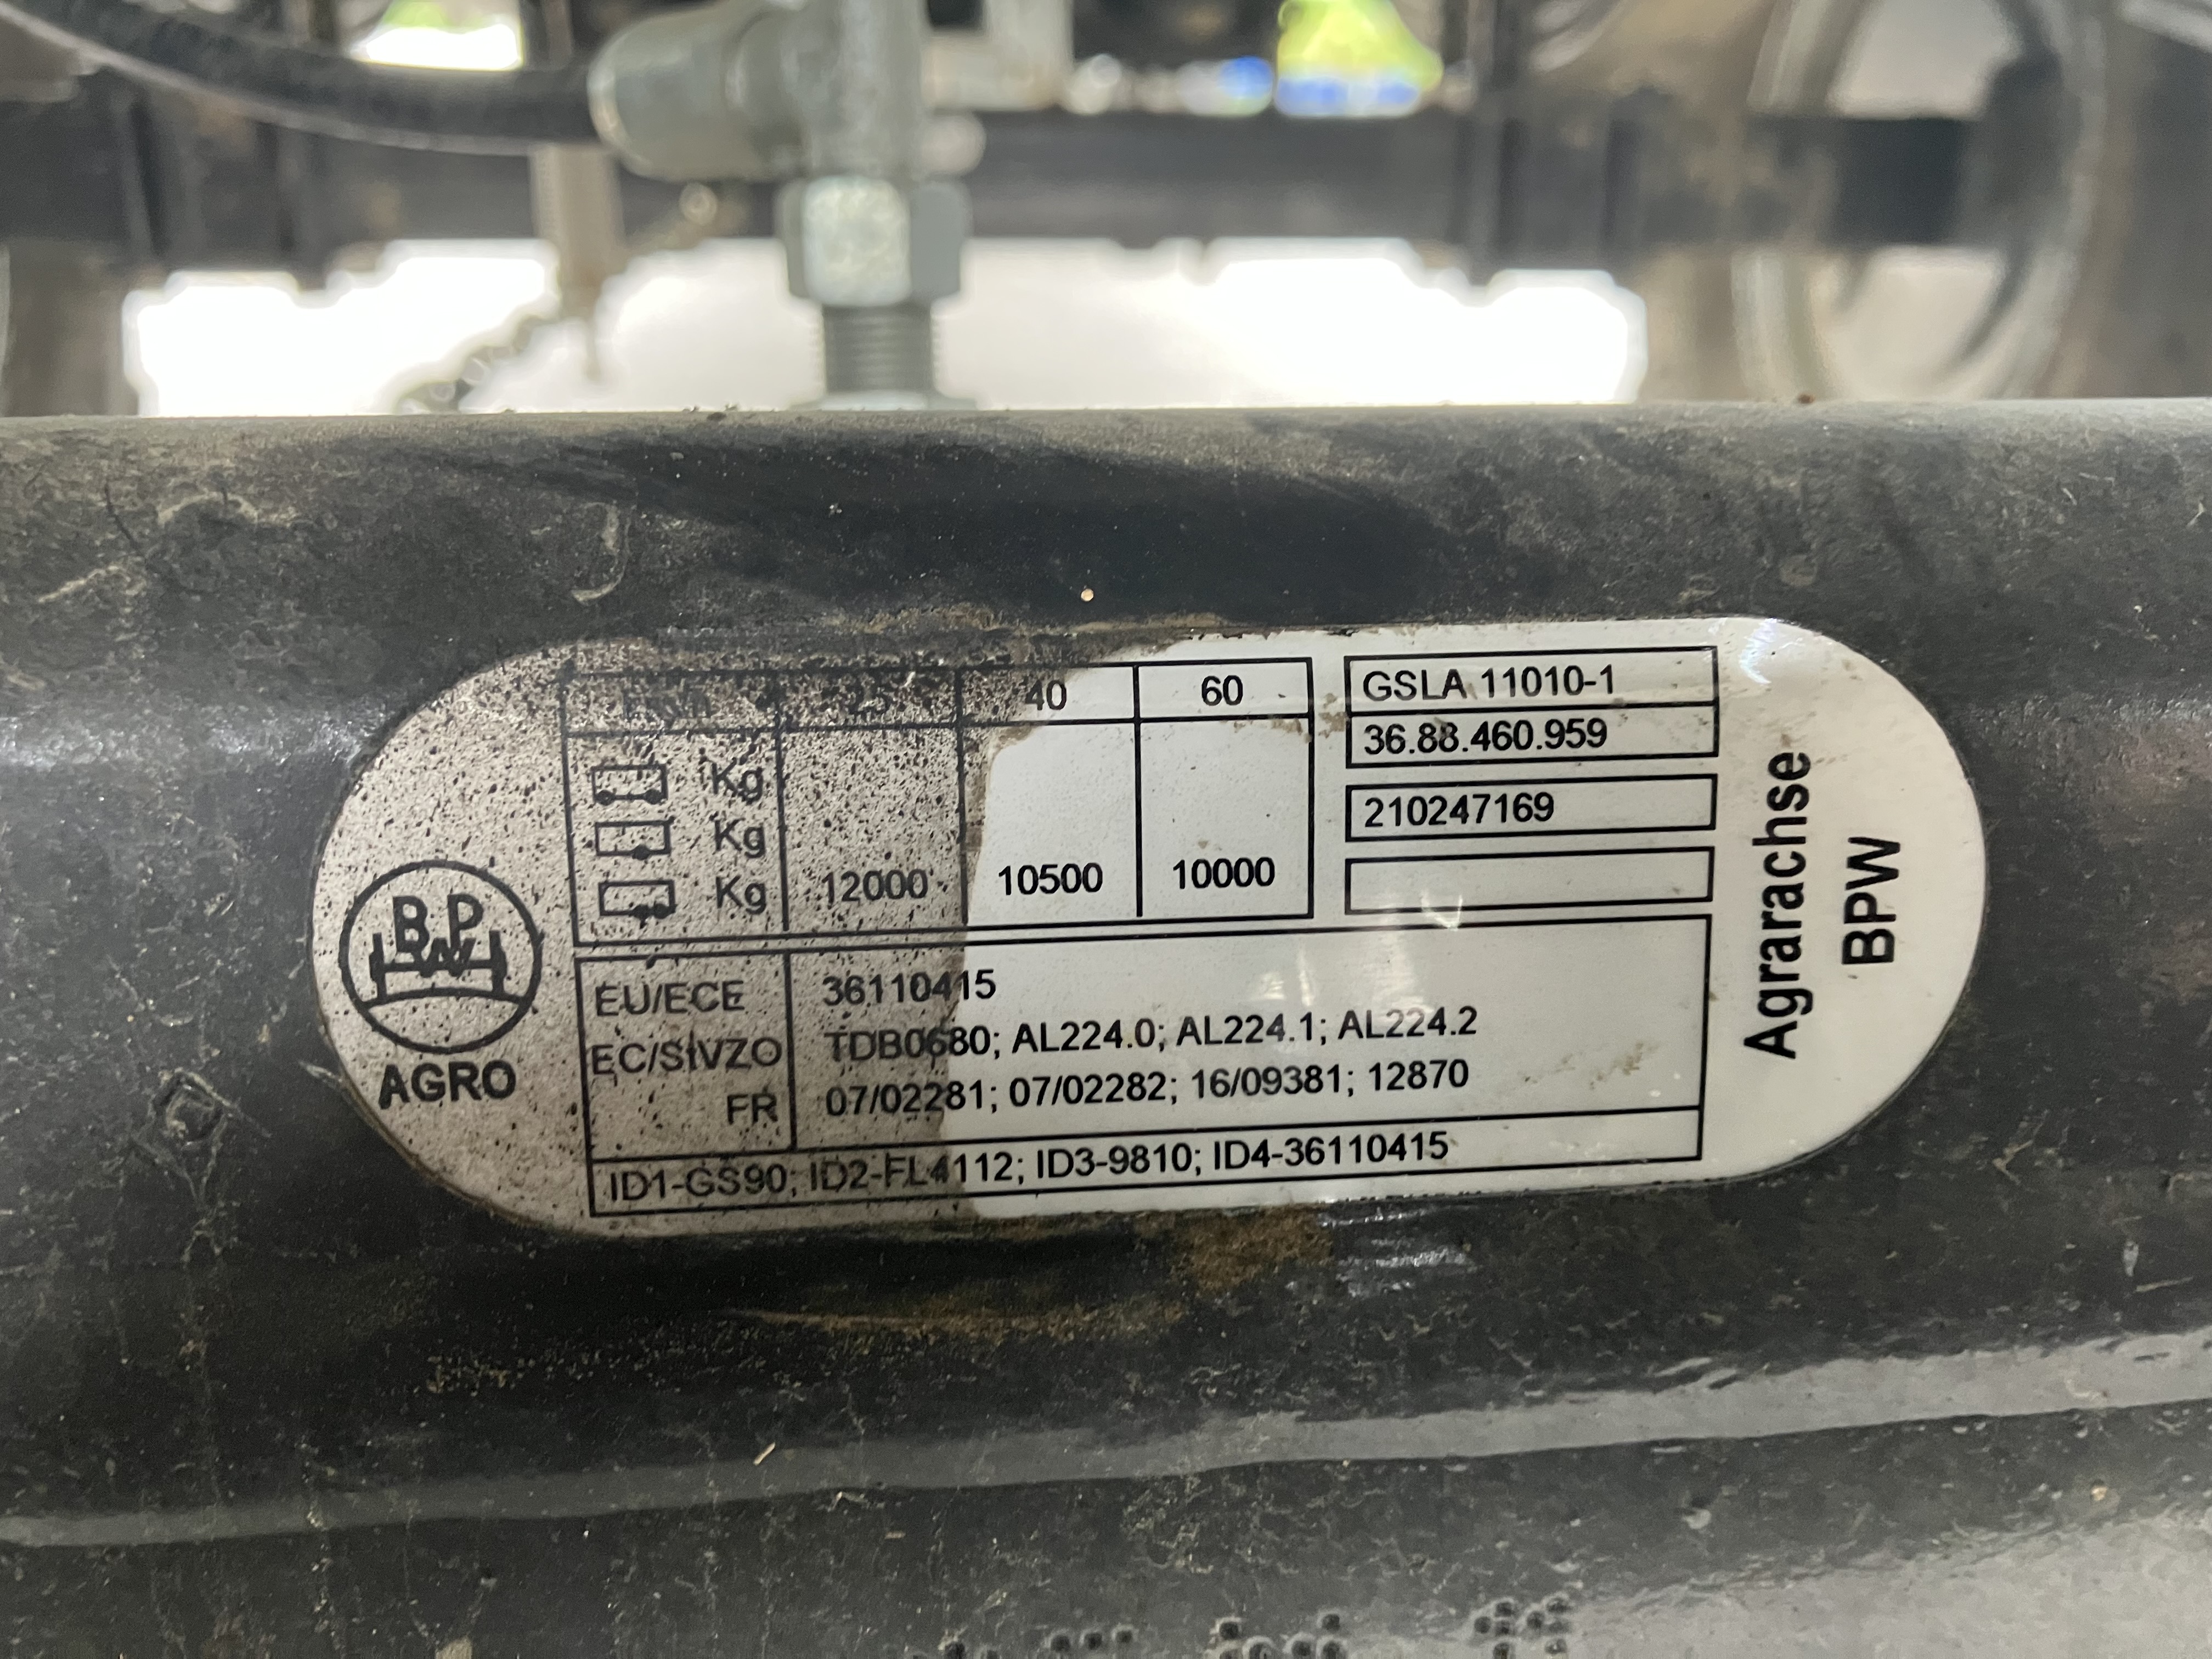 km/h 25 40 60
Kg
Kg
Kg 12000 10500 10000
GSLA 11010-1
36.88.460.959
210247169
BPW
AGRO
EU/ECE 36110415
EC/StVZO TDB0680; AL224.0; AL224.1; AL224.2
FR 07/02281; 07/02282; 16/09381; 12870
ID1-GS90; ID2-FL4112; ID3-9810; ID4-36110415
Agrarachse
BPW